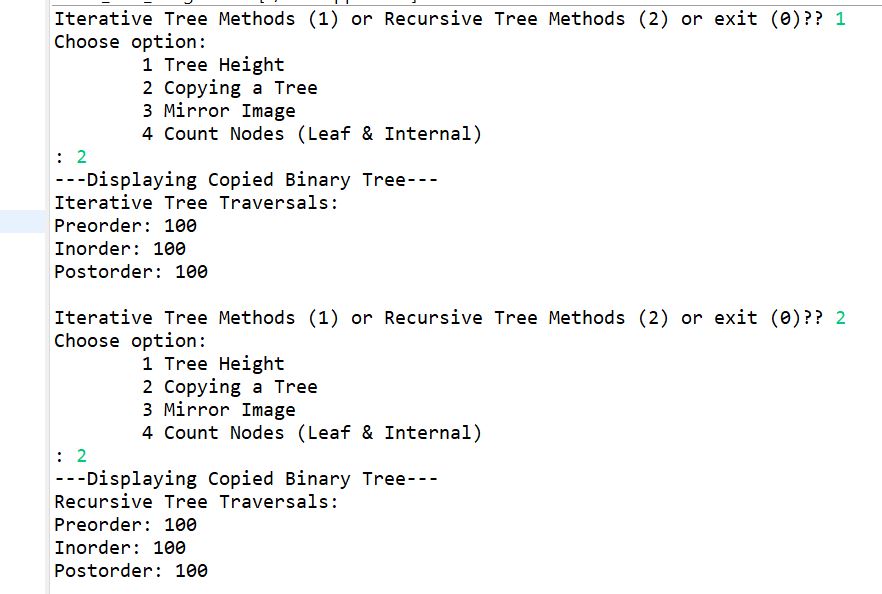 Iterative Tree Methods (1) or Recursive Tree Methods (2) or exit (0)?? 1
Choose option:
        1 Tree Height
        2 Copying a Tree
        3 Mirror Image
        4 Count Nodes (Leaf & Internal)
: 2
---Displaying Copied Binary Tree---
Iterative Tree Traversals:
Preorder: 100
Inorder: 100
Postorder: 100

Iterative Tree Methods (1) or Recursive Tree Methods (2) or exit (0)?? 2
Choose option:
        1 Tree Height
        2 Copying a Tree
        3 Mirror Image
        4 Count Nodes (Leaf & Internal)
: 2
---Displaying Copied Binary Tree---
Recursive Tree Traversals:
Preorder: 100
Inorder: 100
Postorder: 100